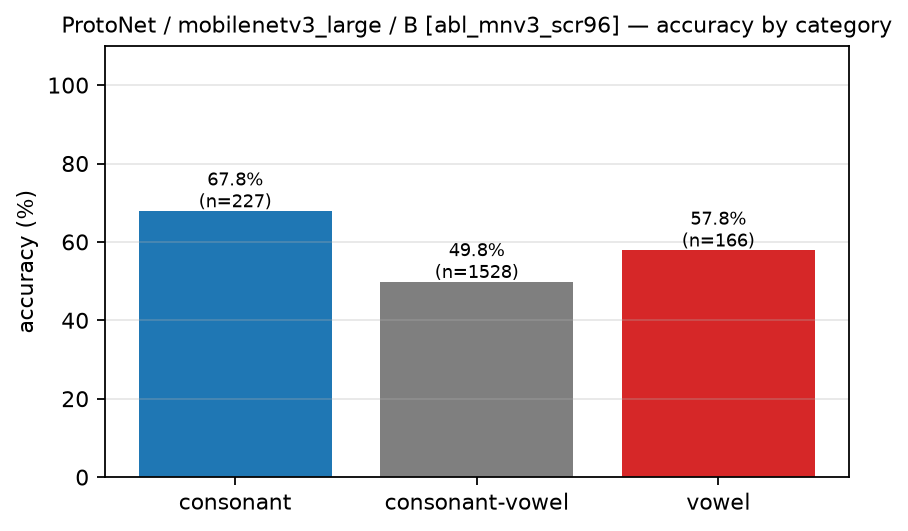 ProtoNet / mobilenetv3_large / B [abl_mnv3_scr96] — accuracy by category
accuracy (%)
100
80
60
40
20
0
67.8%
(n=227)
49.8%
(n=1528)
57.8%
(n=166)
consonant
consonant-vowel
vowel